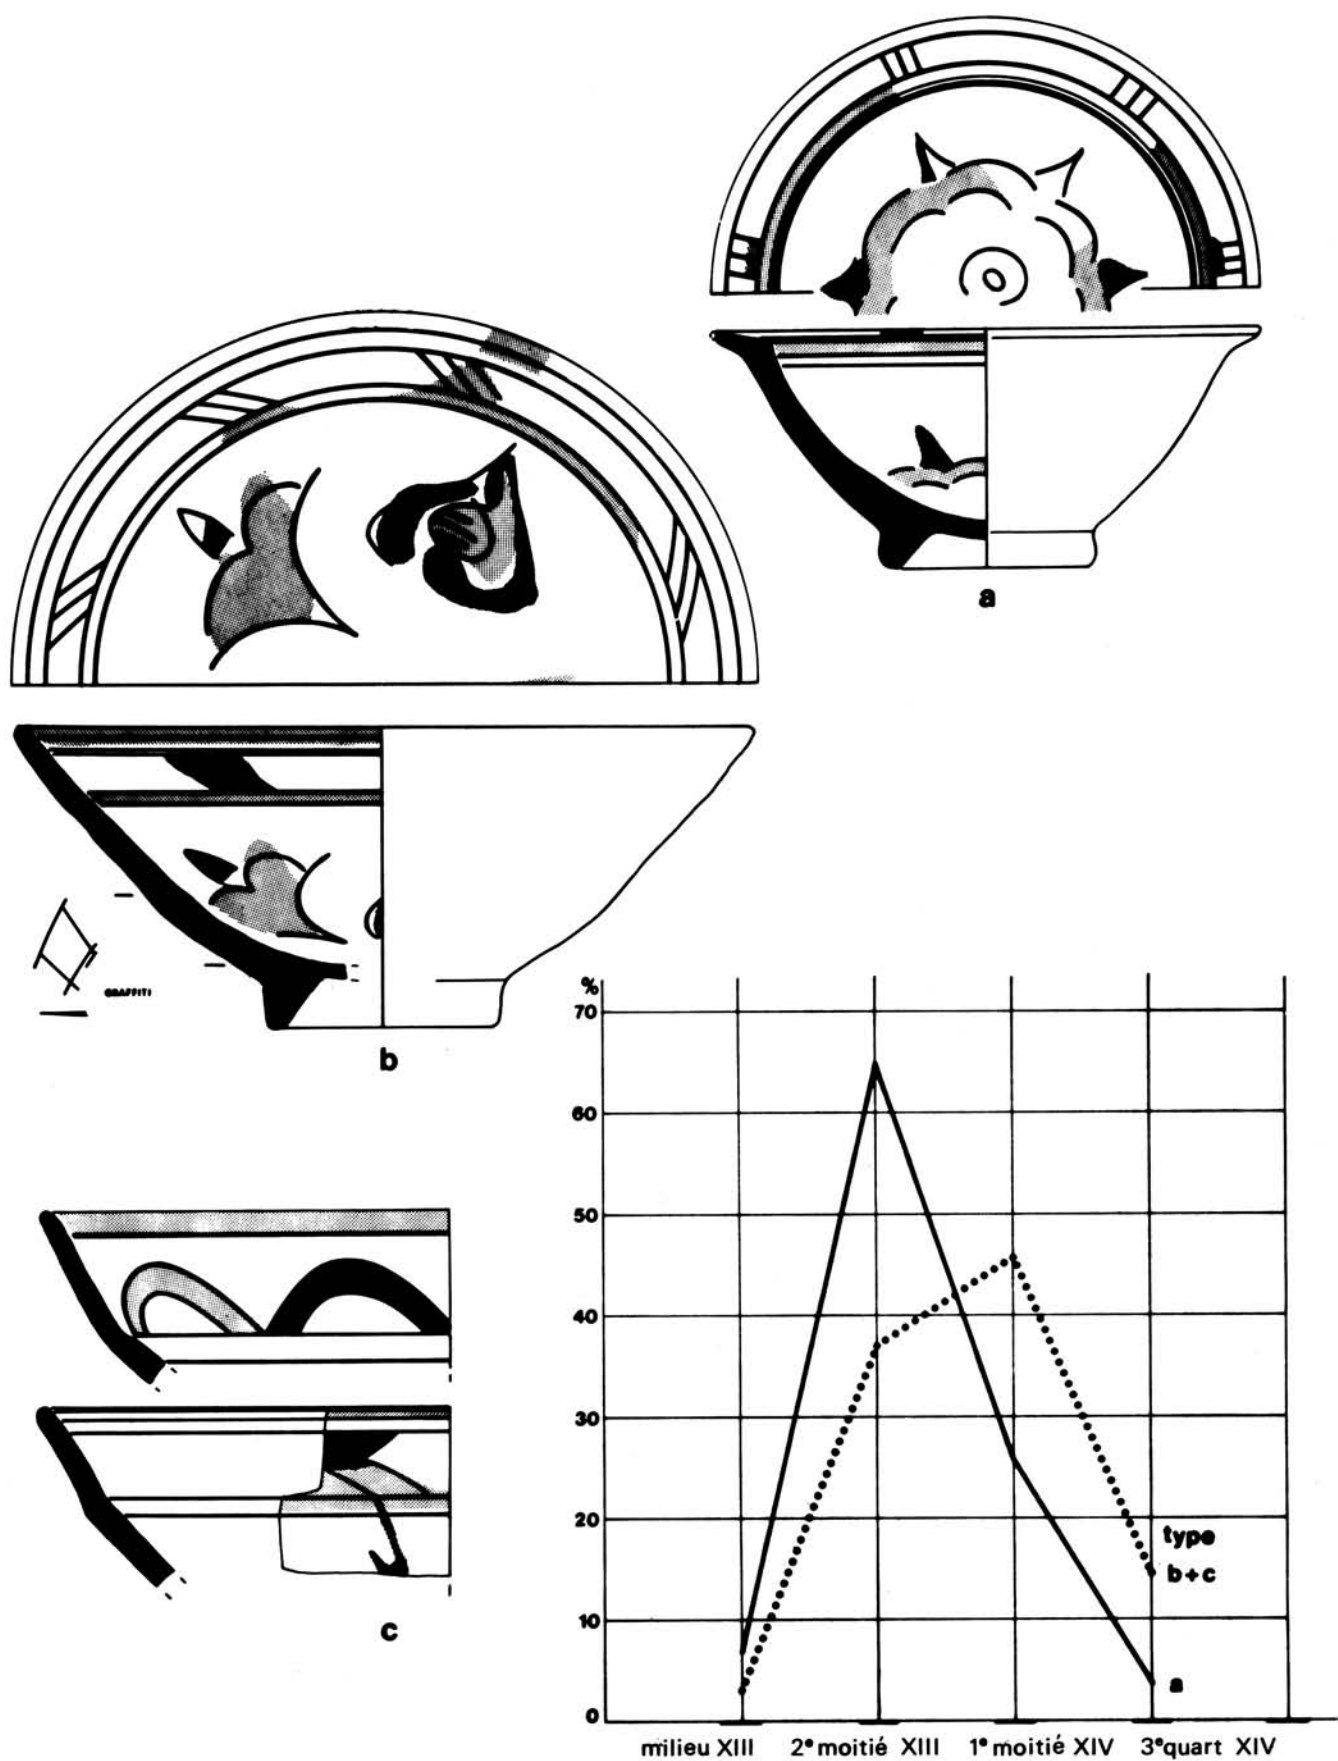 a
GRAFFITI
b
c
%
70
60
50
40
30
20
10
0
type
b+c
a
milieu XIII 2e moitié XIII 1e moitié XIV 3e quart XIV